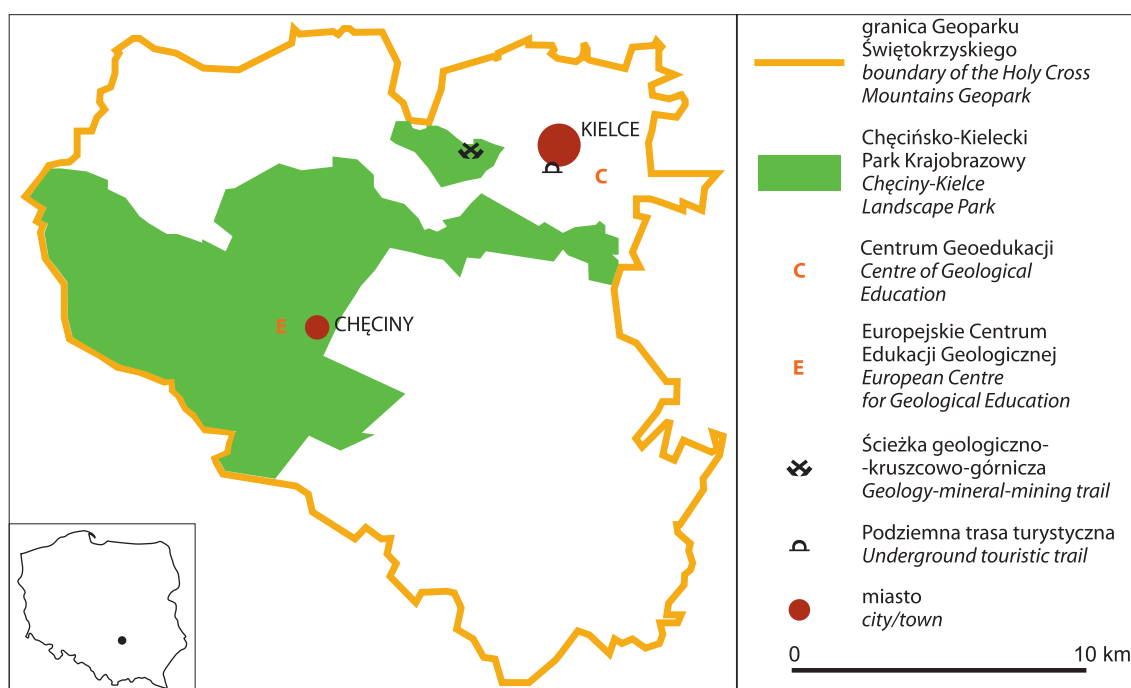 KIELCE
C
E
CHĘCINY
granica Geoparku
Świętokrzyskiego
boundary of the Holy Cross
Mountains Geopark
Chęcińsko-Kielecki
Park Krajobrazowy
Chęciny-Kielce
Landscape Park
C
Centrum Geoedukacji
Centre of Geological
Education
E
Europejskie Centrum
Edukacji Geologicznej
European Centre
for Geological Education
Ścieżka geologiczno-
-kruszcowo-górnicza
Geology-mineral-mining trail
Podziemna trasa turystyczna
Underground touristic trail
miasto
city/town
0 10 km